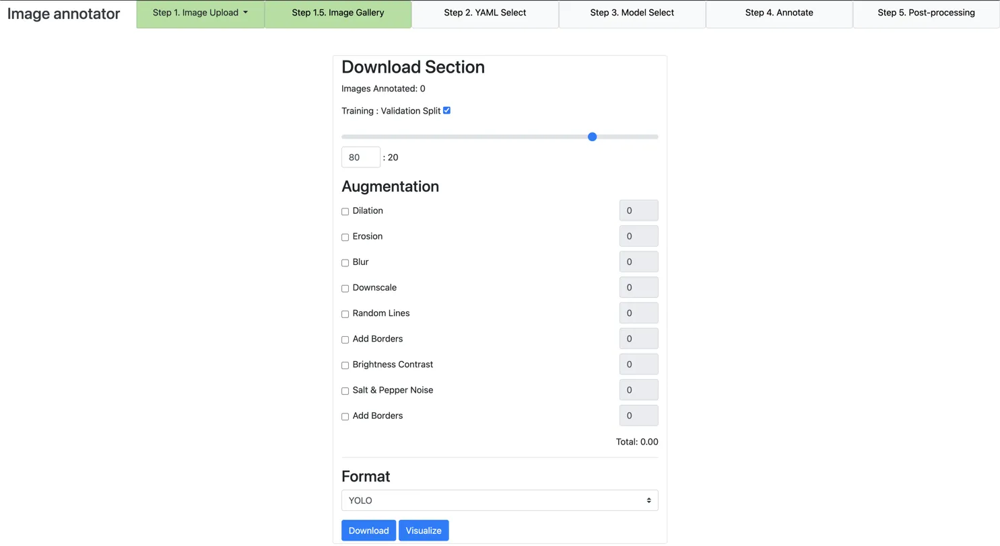 Image annotator
Step 1. Image Upload
Step 1.5. Image Gallery
Step 2. YAML Select
Step 3. Model Select
Step 4. Annotate
Step 5. Post-processing
Download Section
Images Annotated: 0
Training : Validation Split
80 : 20
Augmentation
Dilation 0
Erosion 0
Blur 0
Downscale 0
Random Lines 0
Add Borders 0
Brightness Contrast 0
Salt & Pepper Noise 0
Add Borders 0
Total: 0.00
Format
YOLO
Download Visualize